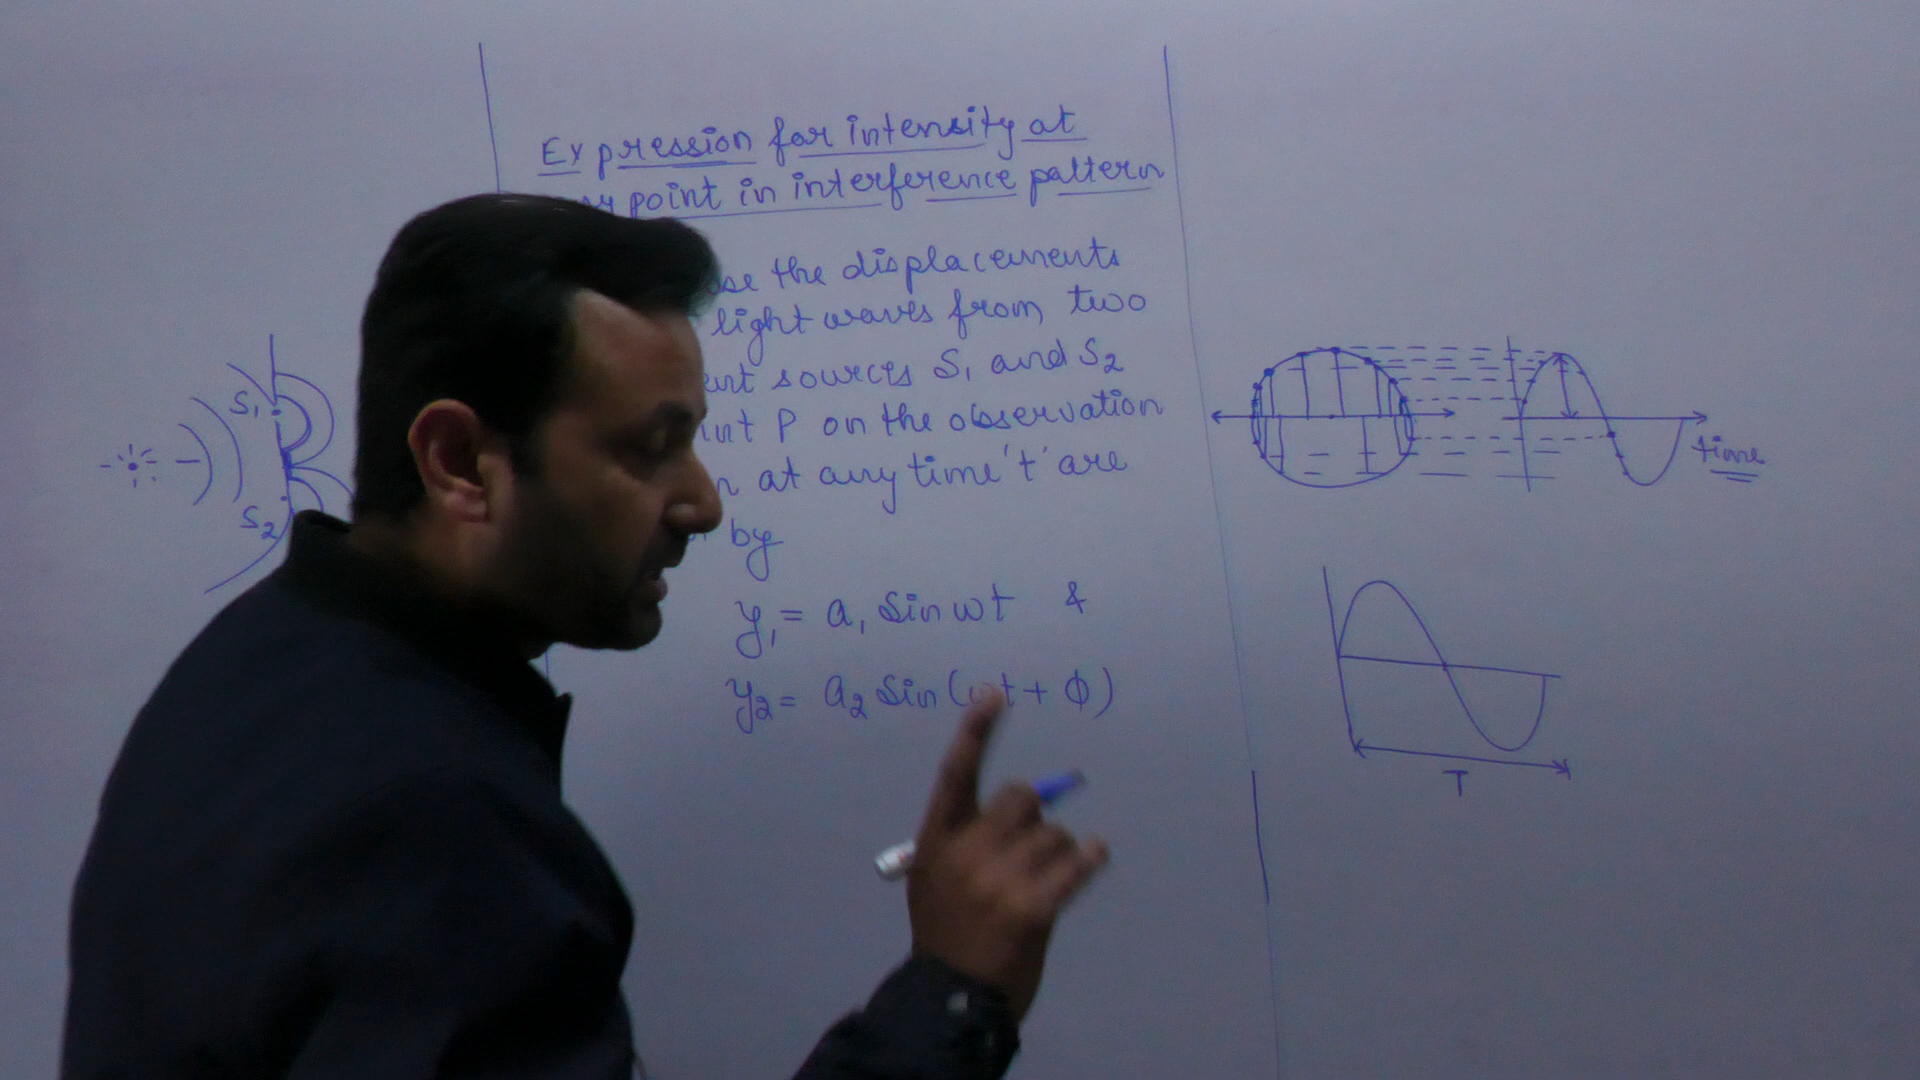 Expression for intensity at
point in interference pattern
the displacements
light waves from two
sources S₁ and S₂
P on the observation
at any time 't' are
by
y₁ = a₁ Sin ωt &
y₂ = a₂ Sin (ωt + ϕ)
S₁
S₂
time
T